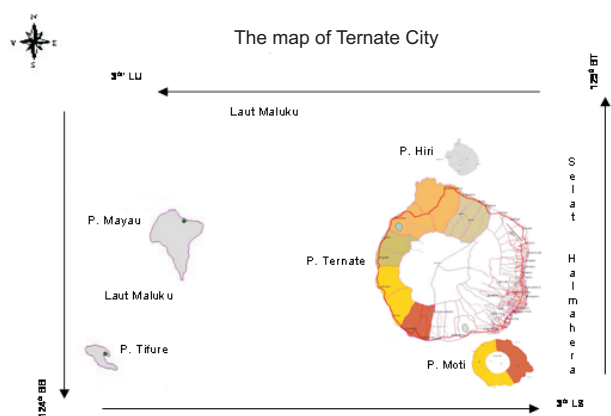 N
The map of Ternate City
W E
S
3° LU
129° BT
Laut Maluku
P. Hiri
Selat Halmahera
P. Mayau
P. Ternate
Laut Maluku
P. Tifure
P. Moti
124° BB
3° LS